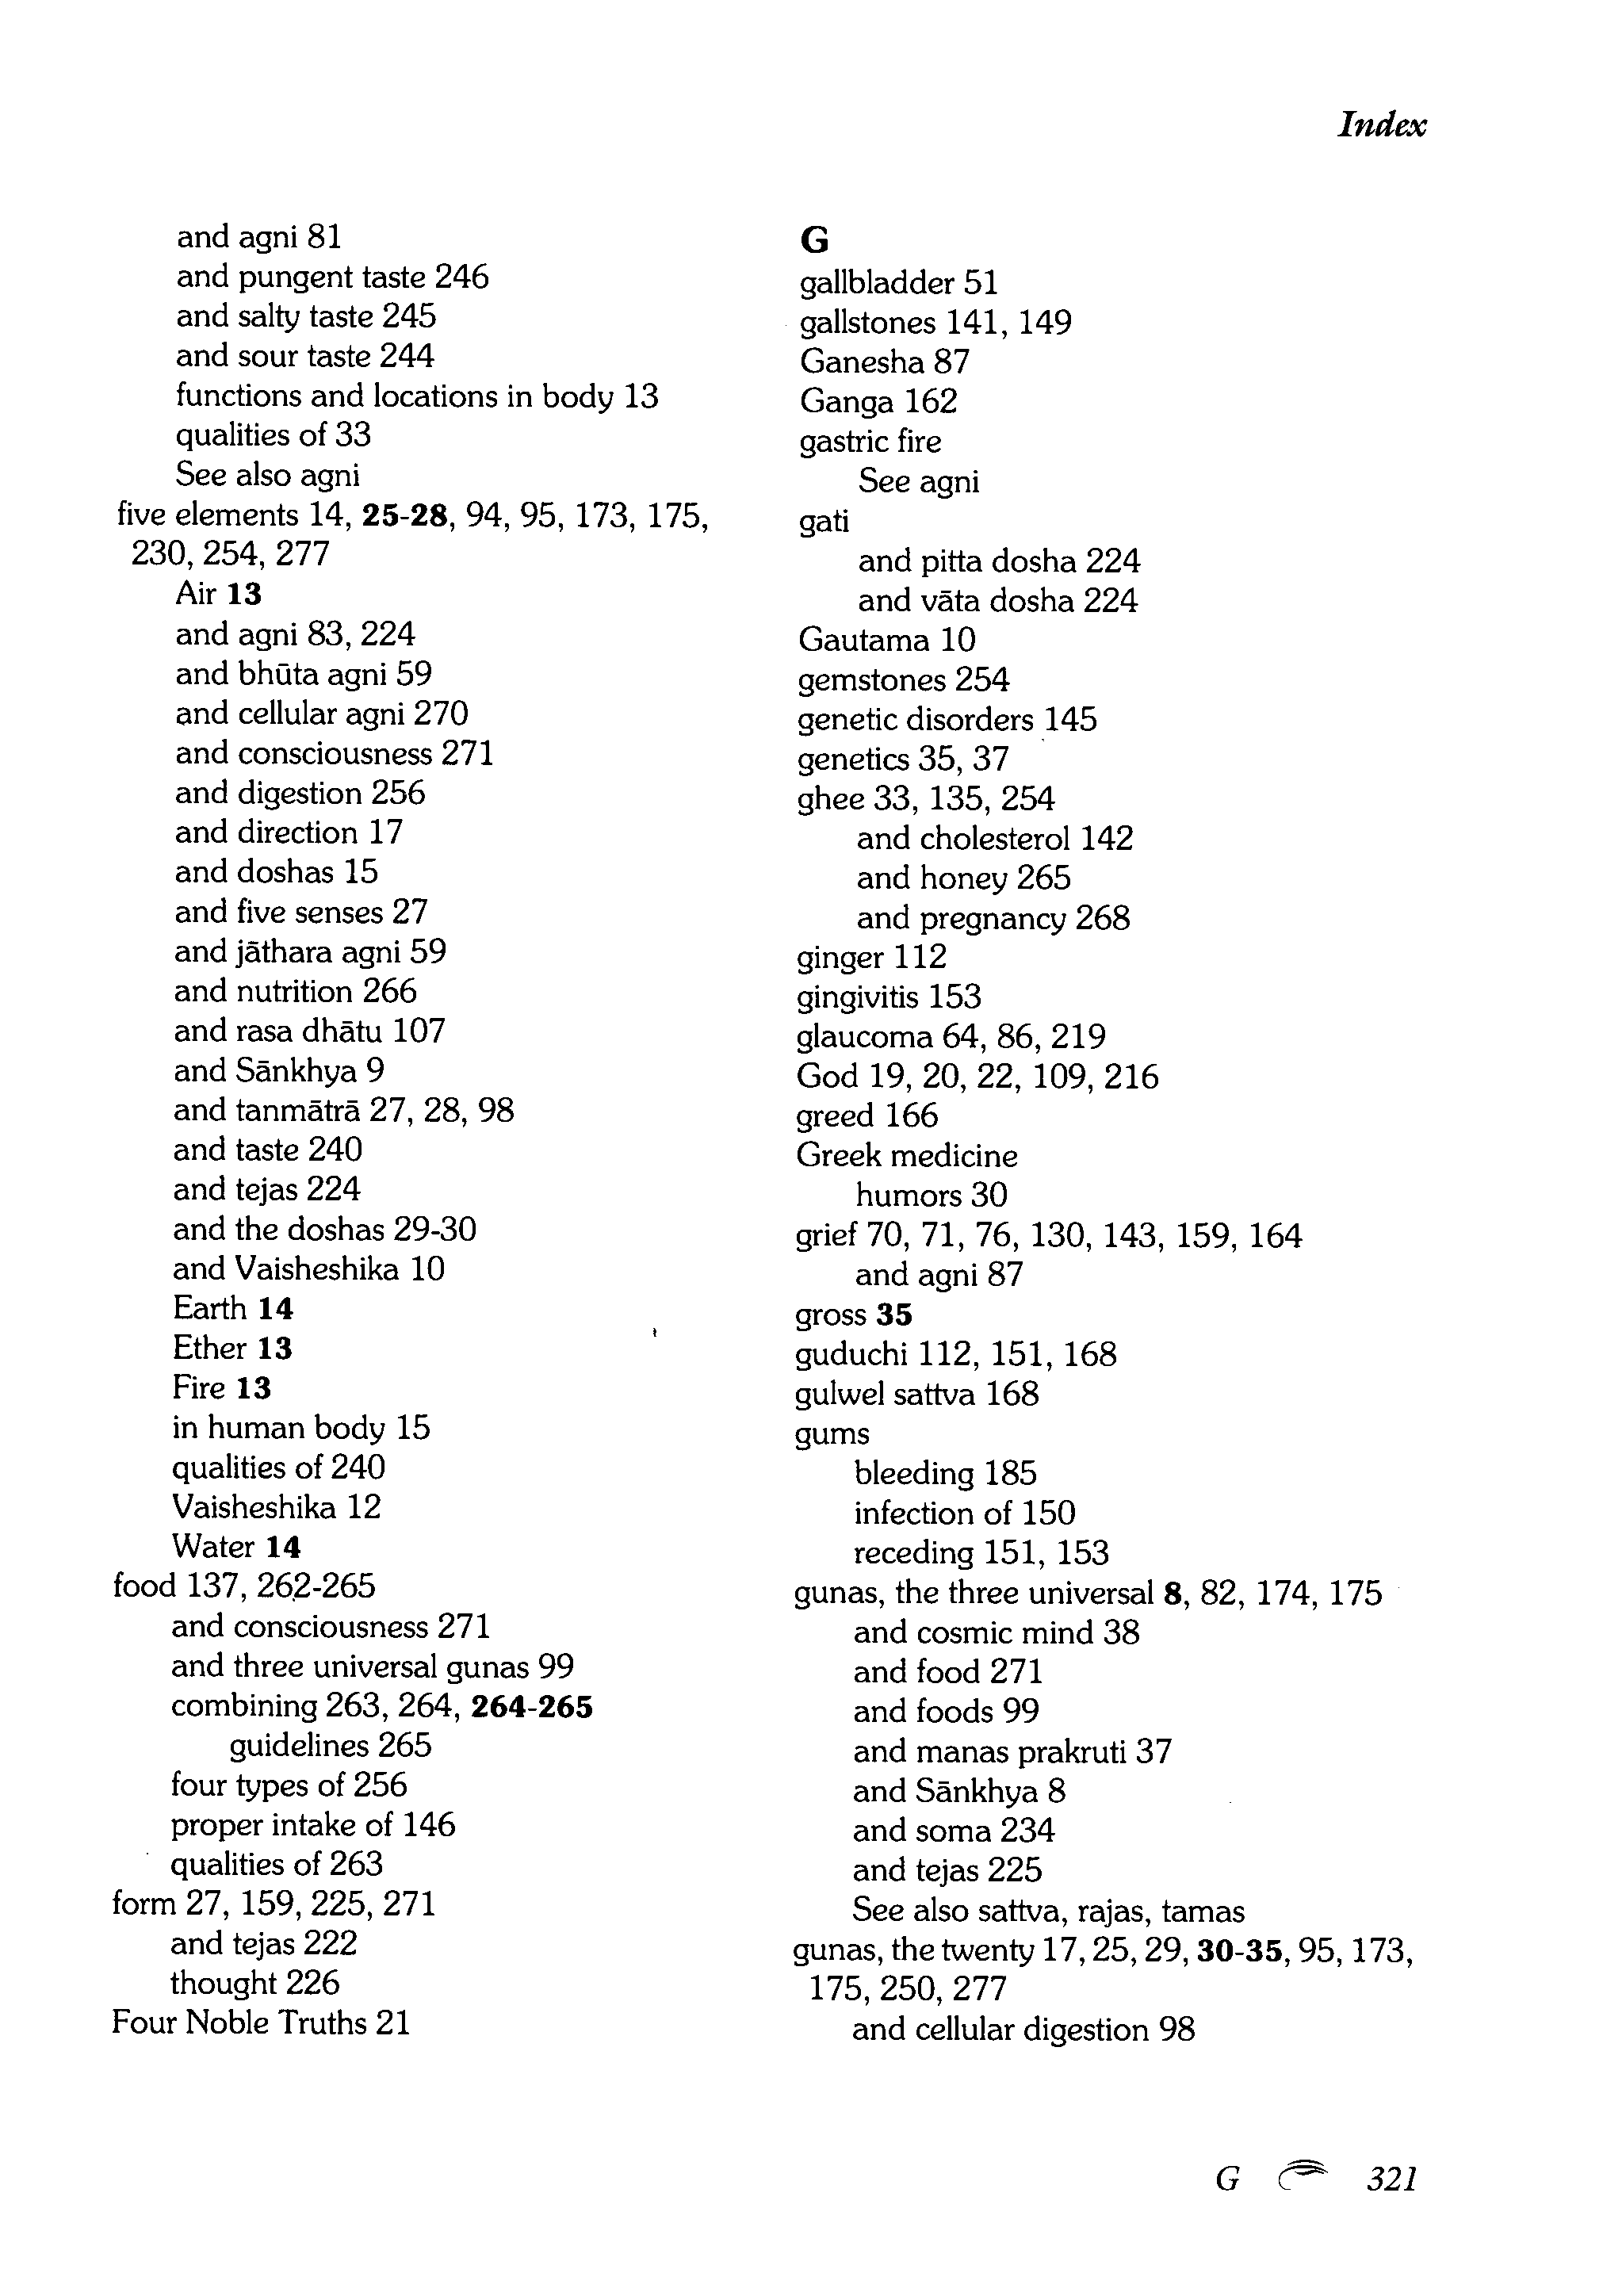 Index
and agni 81
and pungent taste 246
and salty taste 245
and sour taste 244
functions and locations in body 13
qualities of 33
See also agni
five elements 14, 25-28, 94, 95, 173, 175,
230, 254, 277
Air 13
and agni 83, 224
and bhūta agni 59
and cellular agni 270
and consciousness 271
and digestion 256
and direction 17
and doshas 15
and five senses 27
and jāthara agni 59
and nutrition 266
and rasa dhātu 107
and Sānkhya 9
and tanmātrā 27, 28, 98
and taste 240
and tejas 224
and the doshas 29-30
and Vaisheshika 10
Earth 14
Ether 13
Fire 13
in human body 15
qualities of 240
Vaisheshika 12
Water 14
food 137, 262-265
and consciousness 271
and three universal gunas 99
combining 263, 264, 264-265
guidelines 265
four types of 256
proper intake of 146
qualities of 263
form 27, 159, 225, 271
and tejas 222
thought 226
Four Noble Truths 21
G
gallbladder 51
gallstones 141, 149
Ganesha 87
Ganga 162
gastric fire
See agni
gati
and pitta dosha 224
and vāta dosha 224
Gautama 10
gemstones 254
genetic disorders 145
genetics 35, 37
ghee 33, 135, 254
and cholesterol 142
and honey 265
and pregnancy 268
ginger 112
gingivitis 153
glaucoma 64, 86, 219
God 19, 20, 22, 109, 216
greed 166
Greek medicine
humors 30
grief 70, 71, 76, 130, 143, 159, 164
and agni 87
gross 35
guduchi 112, 151, 168
gulwel sattva 168
gums
bleeding 185
infection of 150
receding 151, 153
gunas, the three universal 8, 82, 174, 175
and cosmic mind 38
and food 271
and foods 99
and manas prakruti 37
and Sānkhya 8
and soma 234
and tejas 225
See also sattva, rajas, tamas
gunas, the twenty 17, 25, 29, 30-35, 95, 173,
175, 250, 277
and cellular digestion 98
G 321